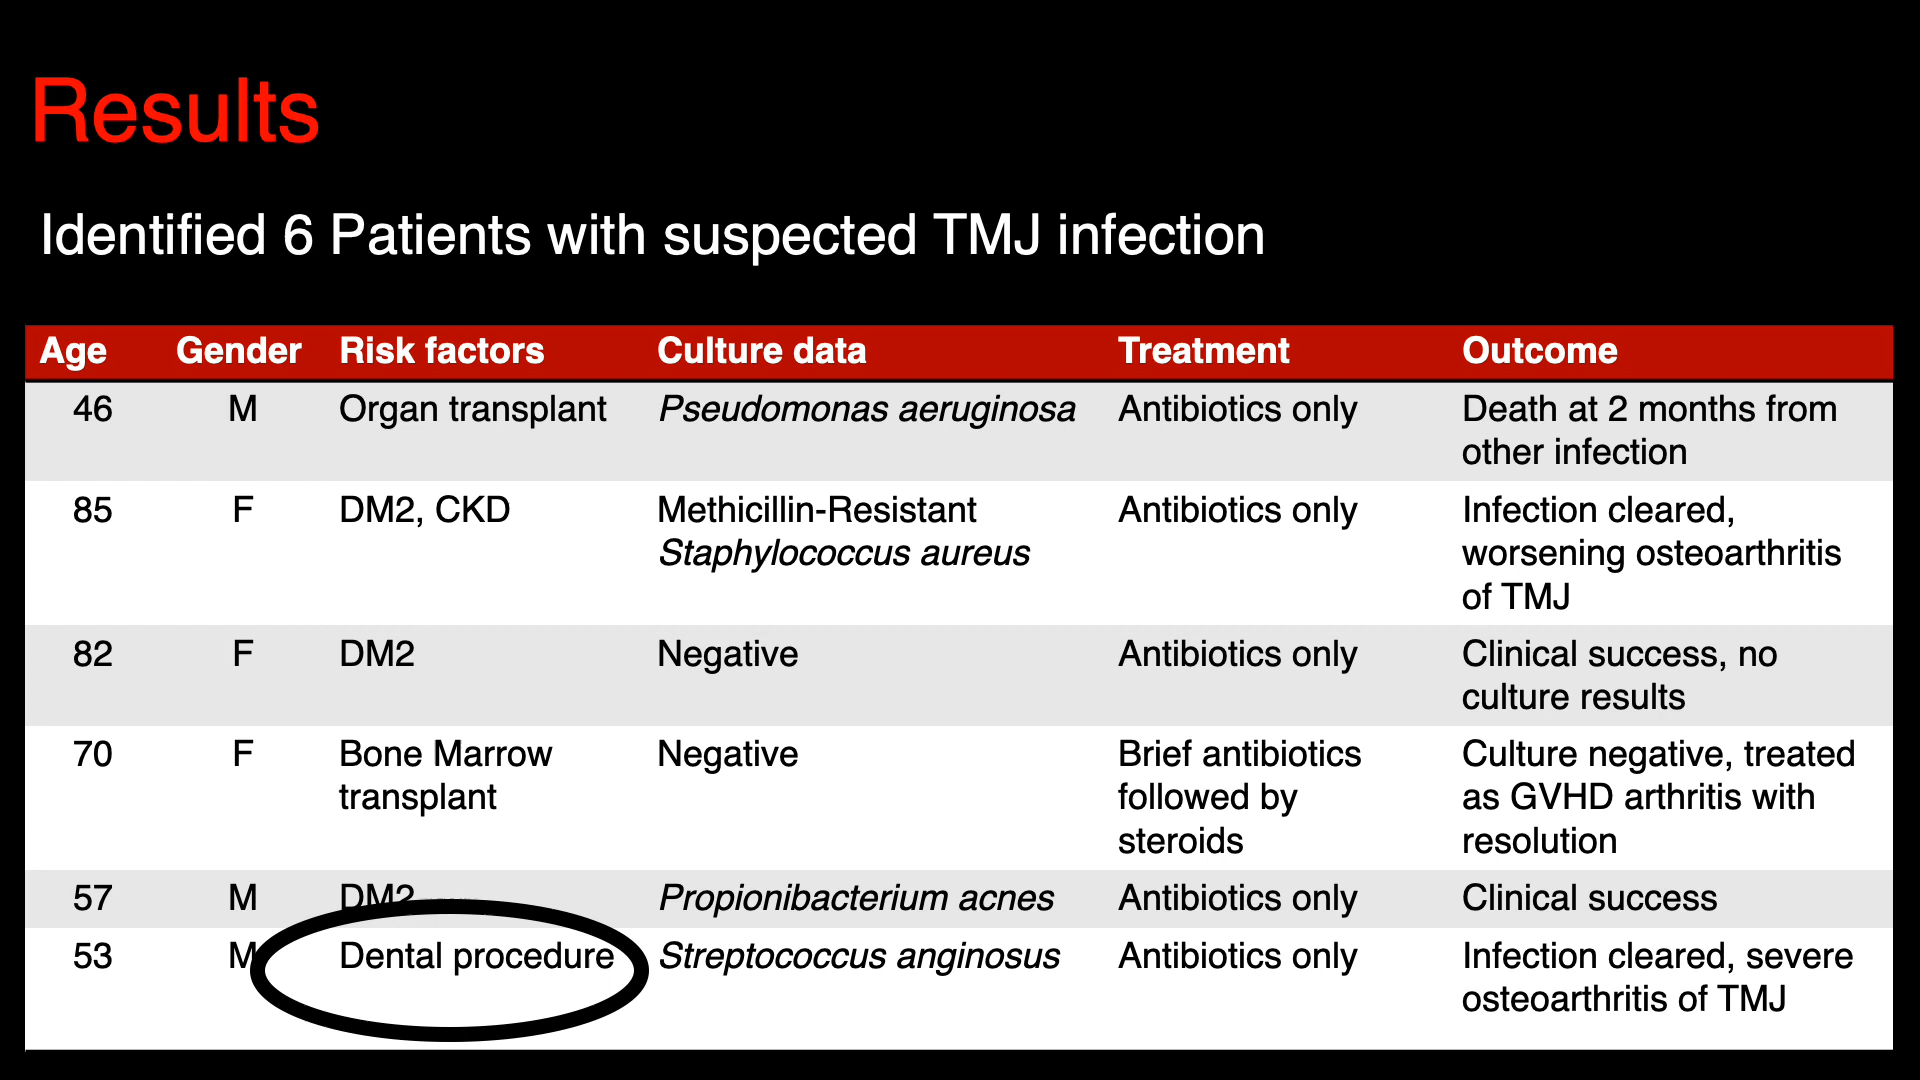 Results
Identified 6 Patients with suspected TMJ infection
Age Gender Risk factors Culture data Treatment Outcome
46 M Organ transplant Pseudomonas aeruginosa Antibiotics only Death at 2 months from
other infection
85 F DM2, CKD Methicillin-Resistant Antibiotics only Infection cleared,
Staphylococcus aureus worsening osteoarthritis
of TMJ
82 F DM2 Negative Antibiotics only Clinical success, no
culture results
70 F Bone Marrow Negative Brief antibiotics Culture negative, treated
transplant followed by as GVHD arthritis with
steroids resolution
57 M DM2 Propionibacterium acnes Antibiotics only Clinical success
53 M Dental procedure Streptococcus anginosus Antibiotics only Infection cleared, severe
osteoarthritis of TMJ